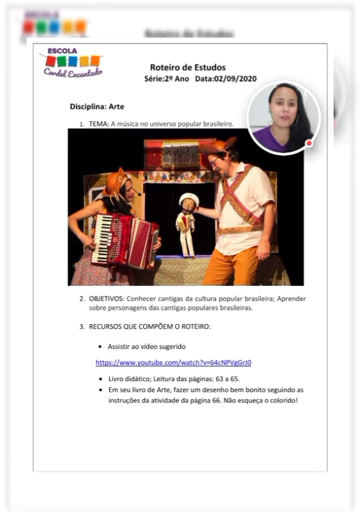 ESCOLA
Roteiro de Estudos
ESCOLA
Cordel Encantado
Roteiro de Estudos
Série:2º Ano Data:02/09/2020
Disciplina: Arte
1. TEMA: A música no universo popular brasileiro.
2. OBJETIVOS: Conhecer cantigas da cultura popular brasileira; Aprender
sobre personagens das cantigas populares brasileiras.
3. RECURSOS QUE COMPÕEM O ROTEIRO:
• Assistir ao vídeo sugerido
https://www.youtube.com/watch?v=64cNPVgGrJ0
• Livro didático; Leitura das páginas: 63 a 65.
• Em seu livro de Arte, fazer um desenho bem bonito seguindo as
instruções da atividade da página 66. Não esqueça o colorido!